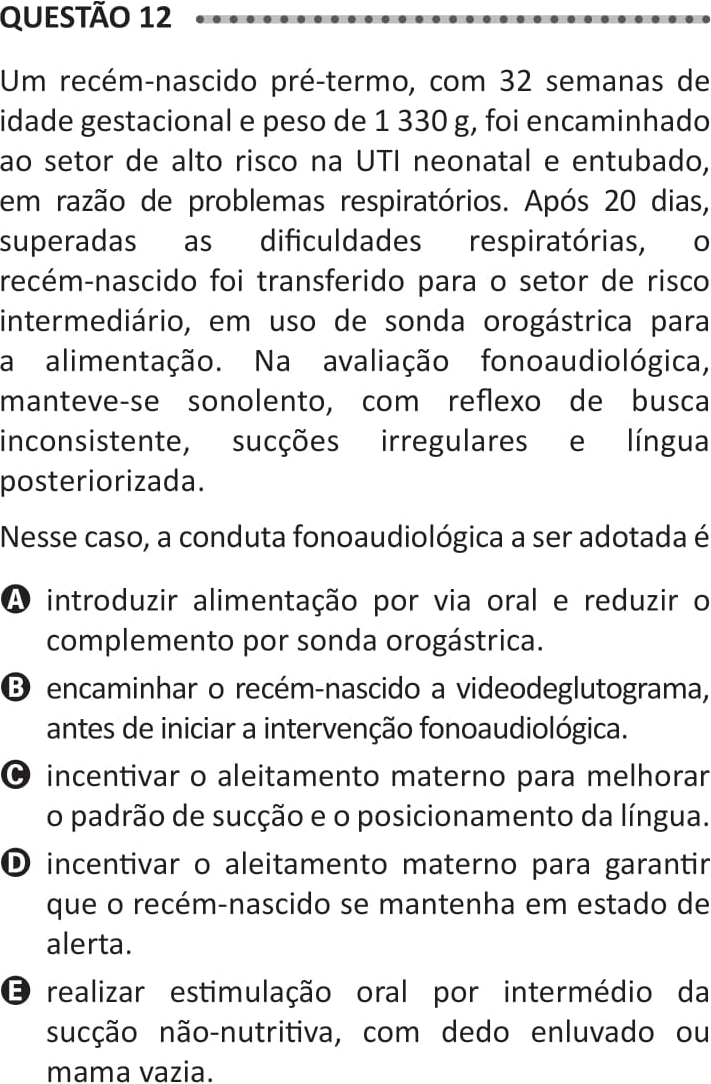 QUESTÃO 12
Um recém-nascido pré-termo, com 32 semanas de
idade gestacional e peso de 1 330 g, foi encaminhado
ao setor de alto risco na UTI neonatal e entubado,
em razão de problemas respiratórios. Após 20 dias,
superadas as dificuldades respiratórias, o
recém-nascido foi transferido para o setor de risco
intermediário, em uso de sonda orogástrica para
a alimentação. Na avaliação fonoaudiológica,
manteve-se sonolento, com reflexo de busca
inconsistente, sucções irregulares e língua
posteriorizada.
Nesse caso, a conduta fonoaudiológica a ser adotada é
A introduzir alimentação por via oral e reduzir o
complemento por sonda orogástrica.
B encaminhar o recém-nascido a videodeglutograma,
antes de iniciar a intervenção fonoaudiológica.
C incentivar o aleitamento materno para melhorar
o padrão de sucção e o posicionamento da língua.
D incentivar o aleitamento materno para garantir
que o recém-nascido se mantenha em estado de
alerta.
E realizar estimulação oral por intermédio da
sucção não-nutritiva, com dedo enluvado ou
mama vazia.